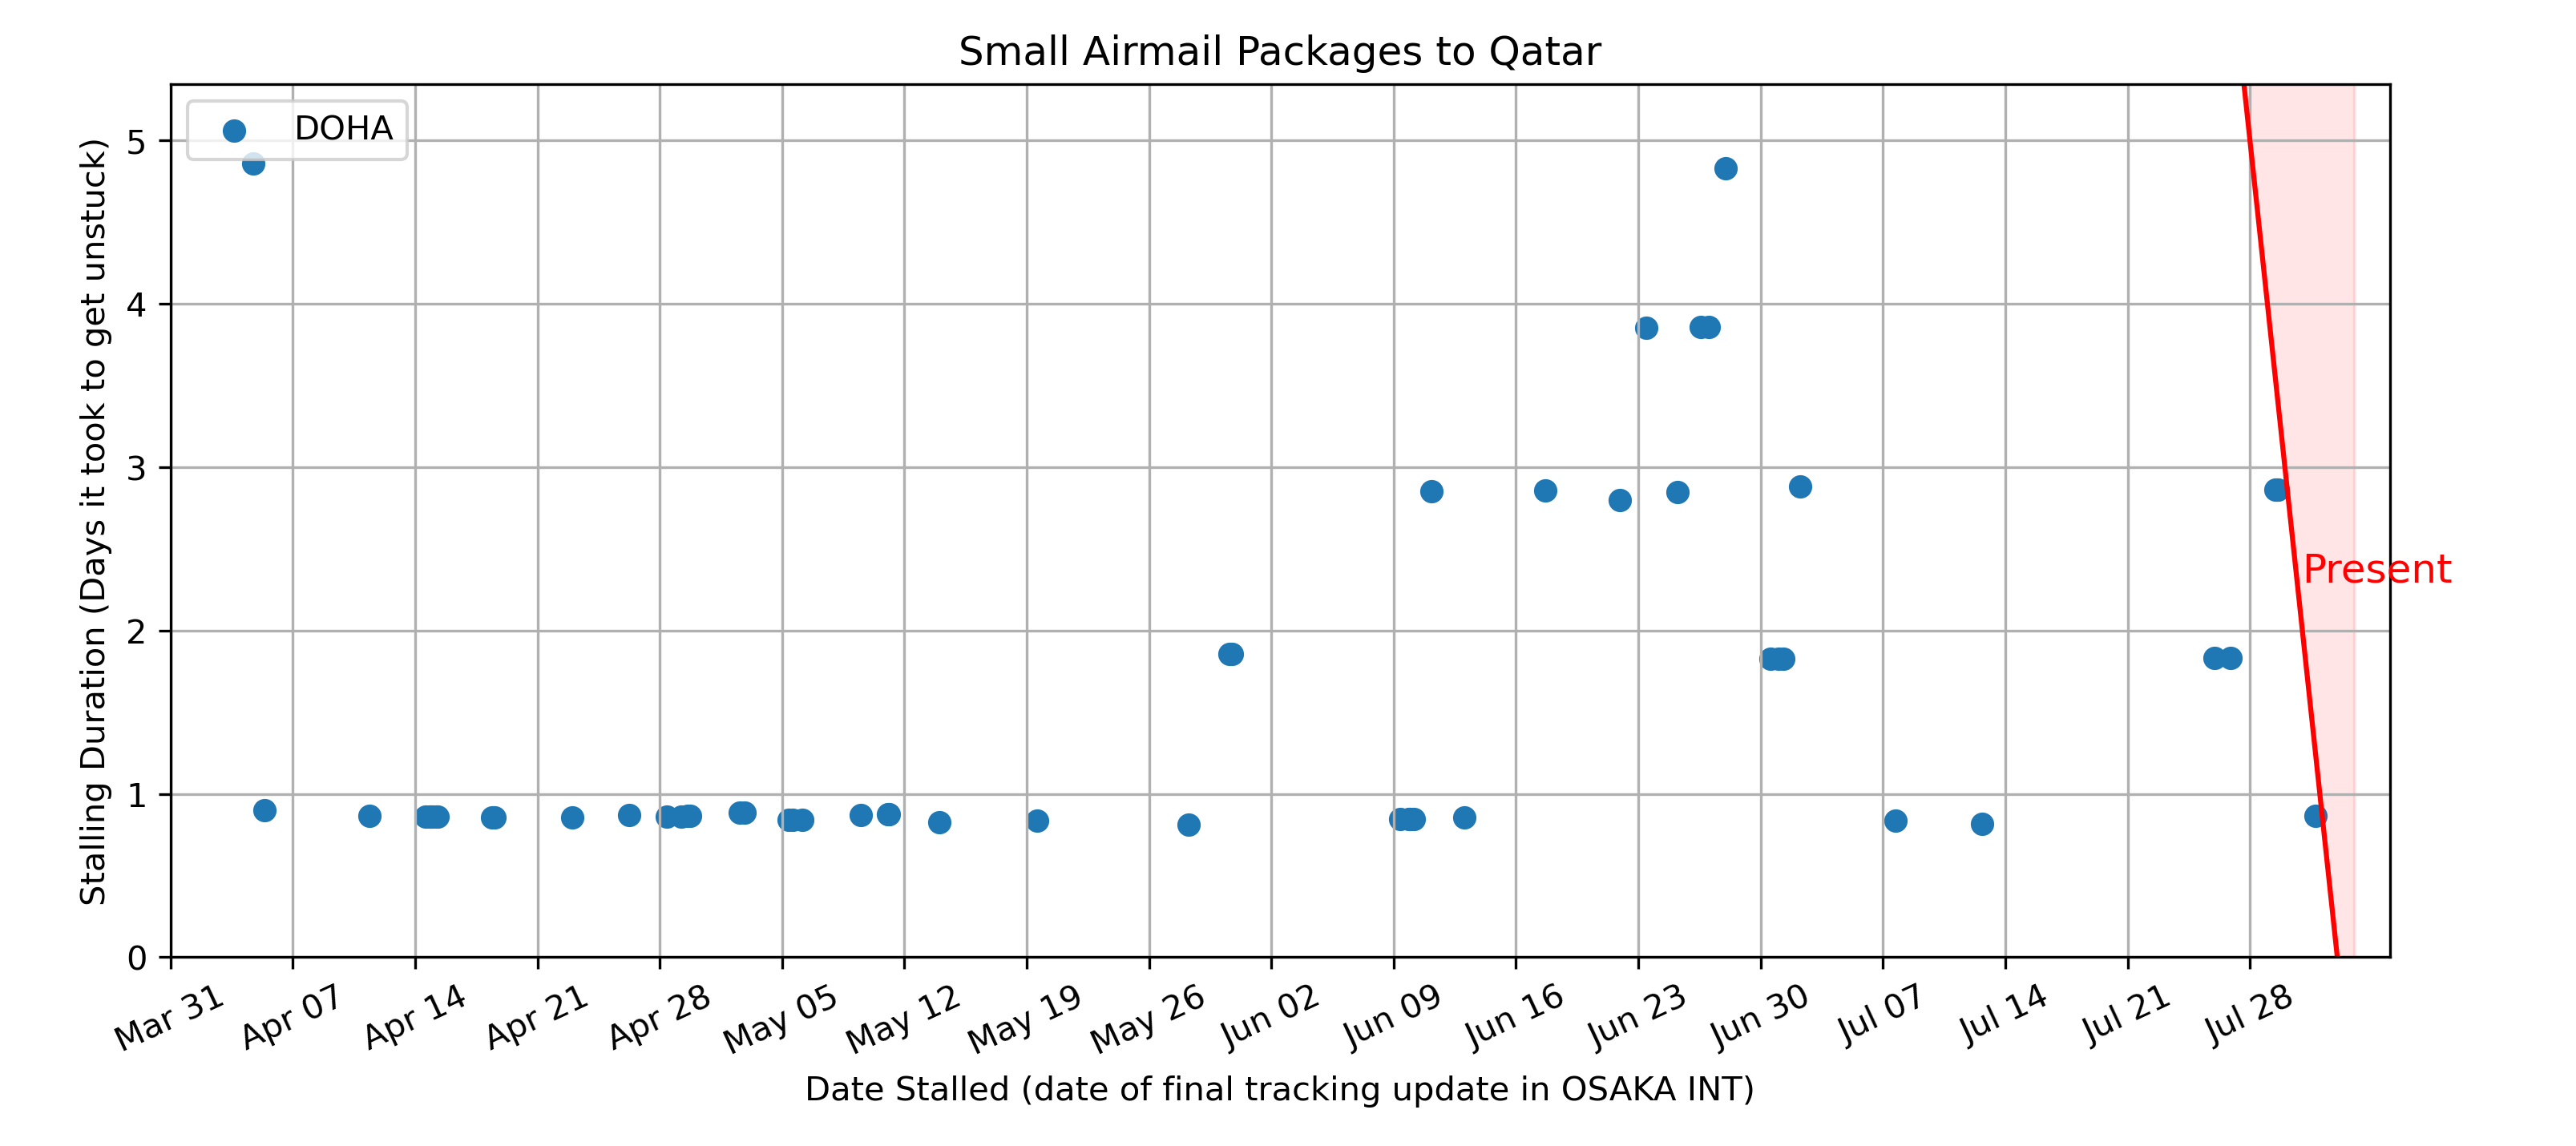 Small Airmail Packages to Qatar
DOHA
Stalling Duration (Days it took to get unstuck)
5
4
3
2
1
0
Present
Mar 31 Apr 07 Apr 14 Apr 21 Apr 28 May 05 May 12 May 19 May 26 Jun 02 Jun 09 Jun 16 Jun 23 Jun 30 Jul 07 Jul 14 Jul 21 Jul 28
Date Stalled (date of final tracking update in OSAKA INT)